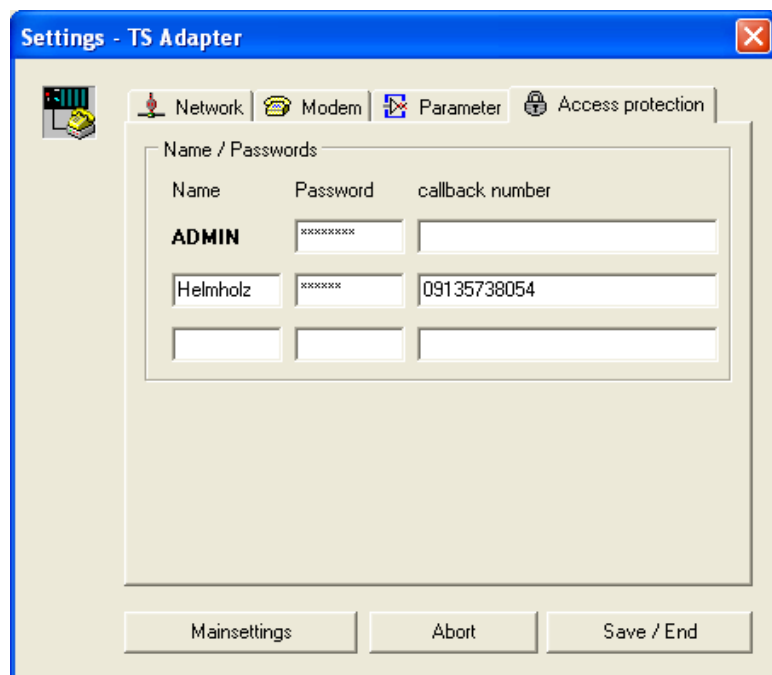 Settings - TS Adapter
Network Modem Parameter Access protection
Name / Passwords
Name Password callback number
ADMIN ********
Helmholz ****** 09135738054
Mainsettings Abort Save / End